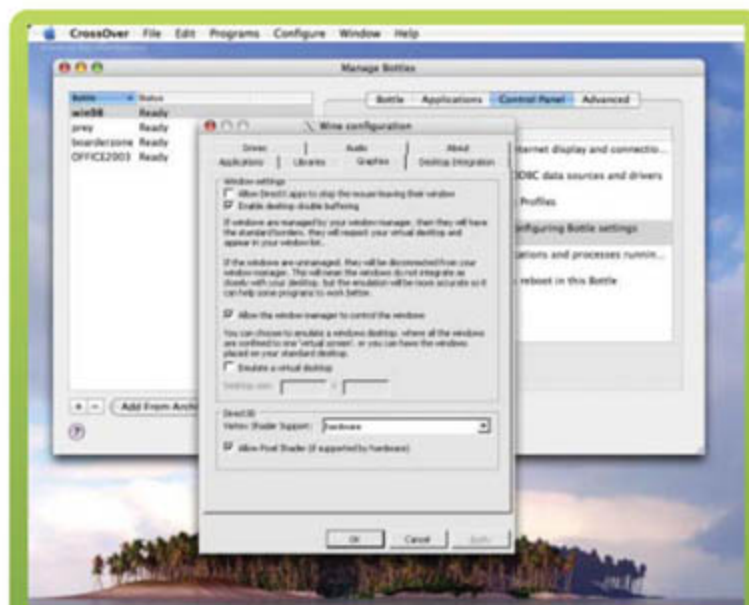 CrossOver File Edit Programs Configure Window Help
Manage Bottles
Bottle Status
win98 Ready
prey Ready
boarderzone Ready
OFFICE2003 Ready
Bottle Applications Control Panel Advanced
ternet display and connectio...
ODBC data sources and drivers
Profiles
onfiguring Bottle settings
cations and processes runnin...
reboot in this Bottle
Add From Archi
Wine configuration
Drives Audio About
Applications Libraries Graphics Desktop Integration
Window settings
Allow DirectX apps to stop the mouse leaving their window
Enable desktop double buffering
If windows are managed by your window manager, then they will have
the standard borders, they will respect your virtual desktop and
appear in your window list.
If the windows are unmanaged, they will be disconnected from your
window manager. This will mean the windows do not integrate as
closely with your desktop, but the emulation will be more accurate so it
can help some programs to work better.
Allow the window manager to control the windows
You can choose to emulate a windows desktop, where all the windows
are confined to one 'virtual screen', or you can have the windows
placed on your standard desktop.
Emulate a virtual desktop
Desktop size: x
Direct3D
Vertex Shader Support: hardware
Allow Pixel Shader (if supported by hardware)
OK Cancel Apply